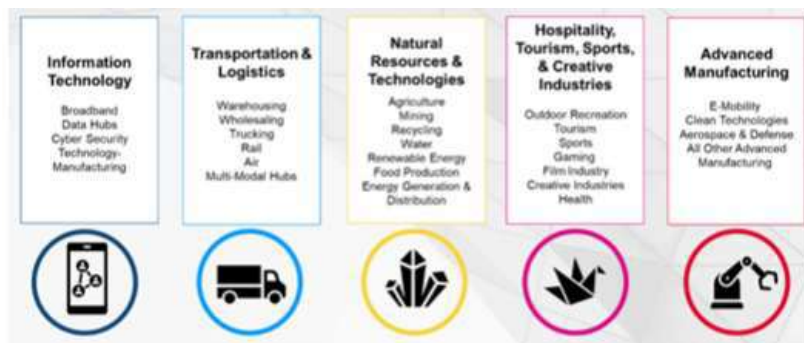 Information
Technology
Broadband
Data Hubs
Cyber Security
Technology-
Manufacturing
Transportation &
Logistics
Warehousing
Wholesaling
Trucking
Rail
Air
Multi-Modal Hubs
Natural
Resources &
Technologies
Agriculture
Mining
Recycling
Water
Renewable Energy
Food Production
Energy Generation &
Distribution
Hospitality,
Tourism, Sports,
& Creative
Industries
Outdoor Recreation
Tourism
Sports
Gaming
Film Industry
Creative Industries
Health
Advanced
Manufacturing
E-Mobility
Clean Technologies
Aerospace & Defense
All Other Advanced
Manufacturing